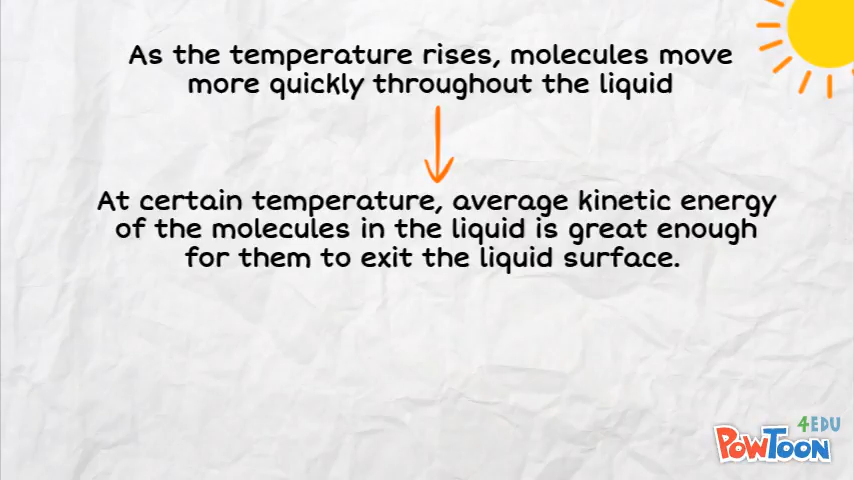 As the temperature rises, molecules move
more quickly throughout the liquid
At certain temperature, average kinetic energy
of the molecules in the liquid is great enough
for them to exit the liquid surface.
4EDU
POWTOON